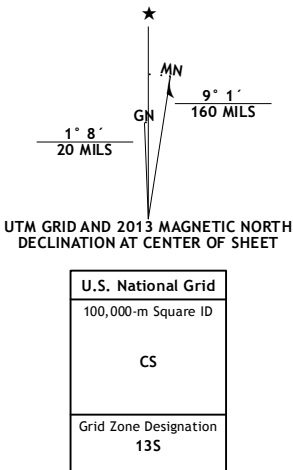 ★
MN
GN
9° 1´
160 MILS
1° 8´
20 MILS
UTM GRID AND 2013 MAGNETIC NORTH
DECLINATION AT CENTER OF SHEET
U.S. National Grid
100,000-m Square ID
CS
Grid Zone Designation
13S